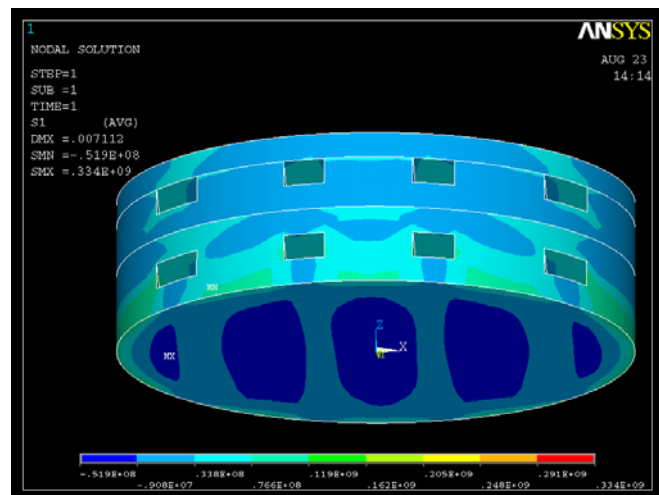 1
ANSYS
NODAL SOLUTION
AUG 23
14:14
STEP=1
SUB =1
TIME=1
S1 (AVG)
DMX =.007112
SMN =-.519E+08
SMX =.334E+09
MN
Z
X
MX
-.519E+08 .338E+08 .119E+09 .205E+09 .291E+09
-.908E+07 .766E+08 .162E+09 .248E+09 .334E+09